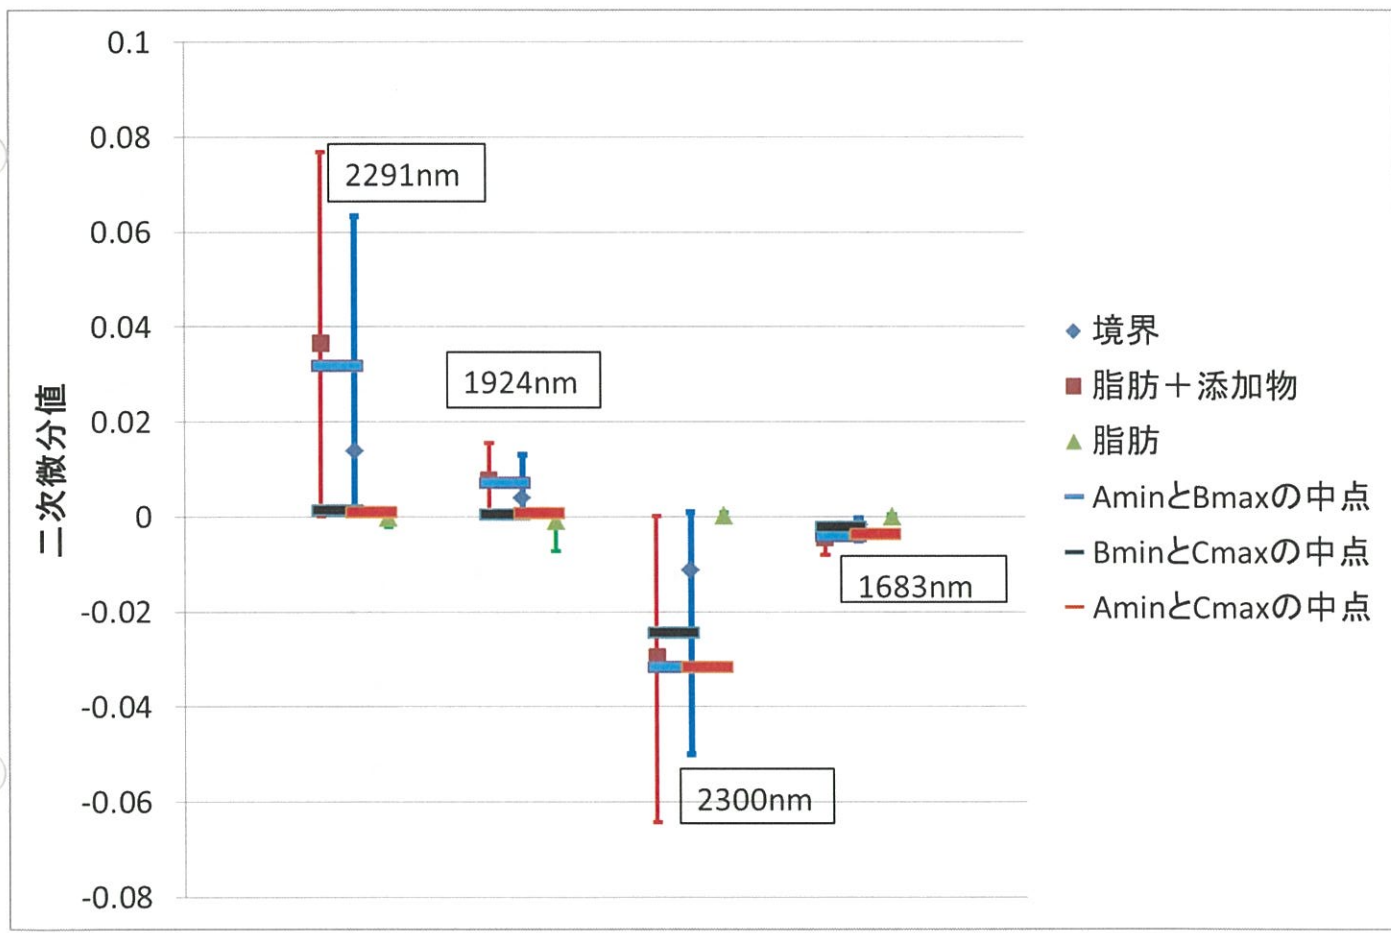 0.1
0.08
0.06
0.04
0.02
0
-0.02
-0.04
-0.06
-0.08
二次微分値
2291nm
1924nm
2300nm
1683nm
境界
脂肪＋添加物
脂肪
AminとBmaxの中点
BminとCmaxの中点
AminとCmaxの中点